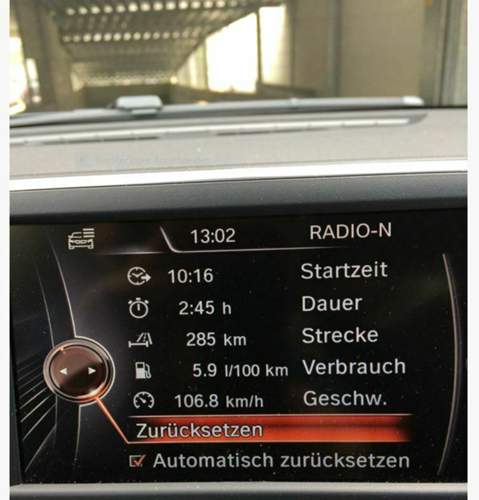 13:02 RADIO-N
10:16 Startzeit
2:45 h Dauer
285 km Strecke
5.9 l/100 km Verbrauch
106.8 km/h Geschw.
Zurücksetzen
Automatisch zurücksetzen